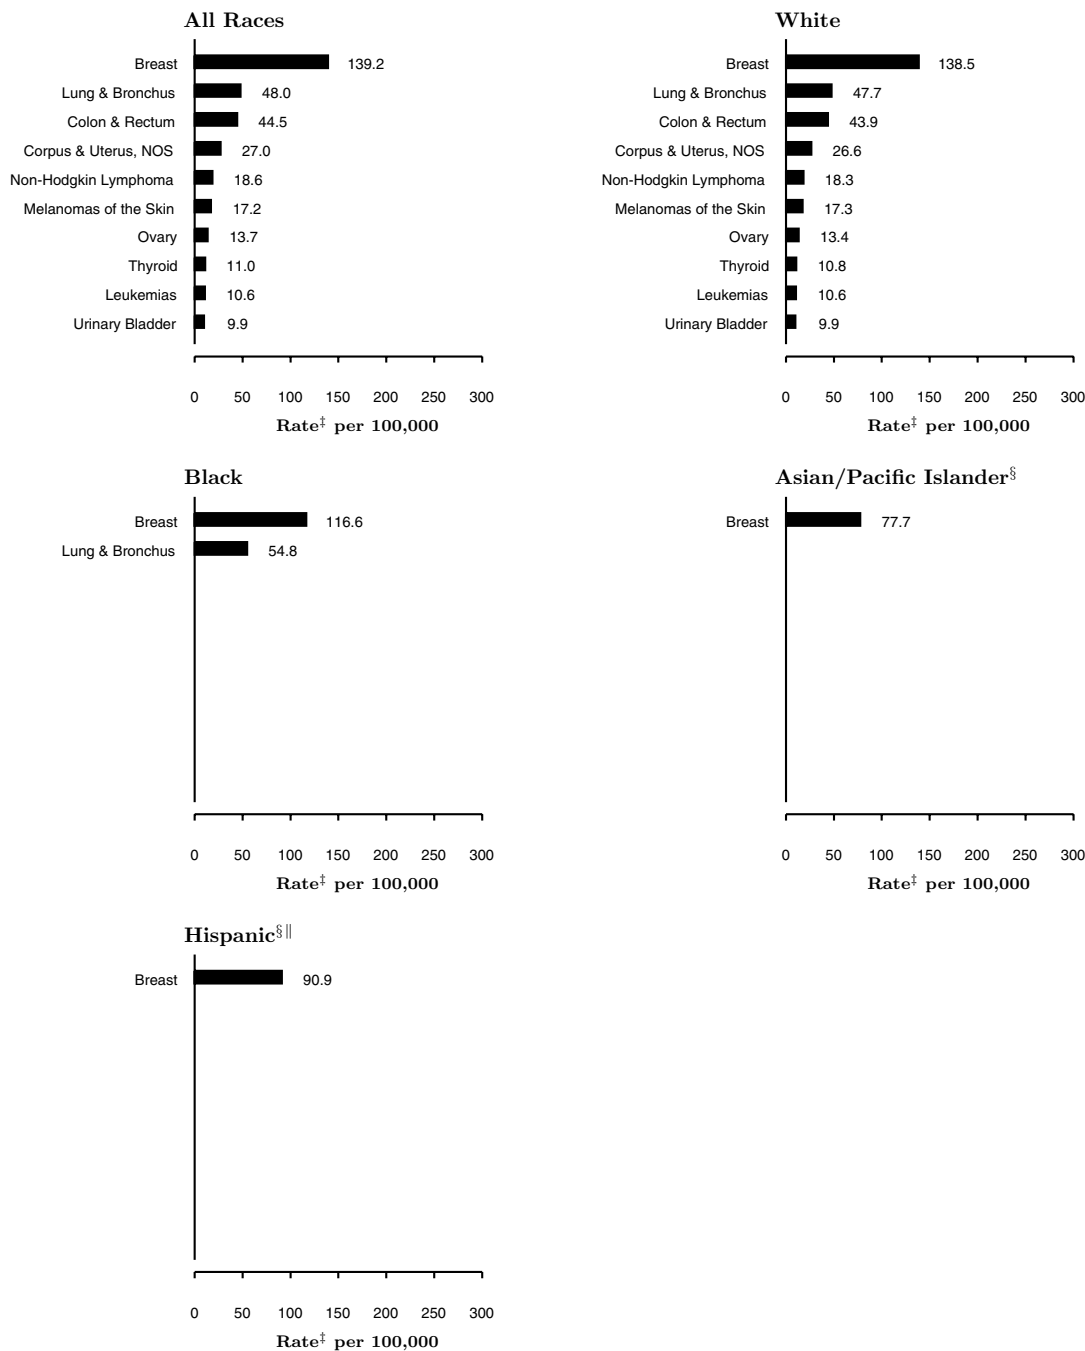 All Races
Breast 139.2
Lung & Bronchus 48.0
Colon & Rectum 44.5
Corpus & Uterus, NOS 27.0
Non-Hodgkin Lymphoma 18.6
Melanomas of the Skin 17.2
Ovary 13.7
Thyroid 11.0
Leukemias 10.6
Urinary Bladder 9.9
0 50 100 150 200 250 300
Rate‡ per 100,000
White
Breast 138.5
Lung & Bronchus 47.7
Colon & Rectum 43.9
Corpus & Uterus, NOS 26.6
Non-Hodgkin Lymphoma 18.3
Melanomas of the Skin 17.3
Ovary 13.4
Thyroid 10.8
Leukemias 10.6
Urinary Bladder 9.9
0 50 100 150 200 250 300
Rate‡ per 100,000
Black
Breast 116.6
Lung & Bronchus 54.8
0 50 100 150 200 250 300
Rate‡ per 100,000
Asian/Pacific Islander§
Breast 77.7
0 50 100 150 200 250 300
Rate‡ per 100,000
Hispanic§‖
Breast 90.9
0 50 100 150 200 250 300
Rate‡ per 100,000